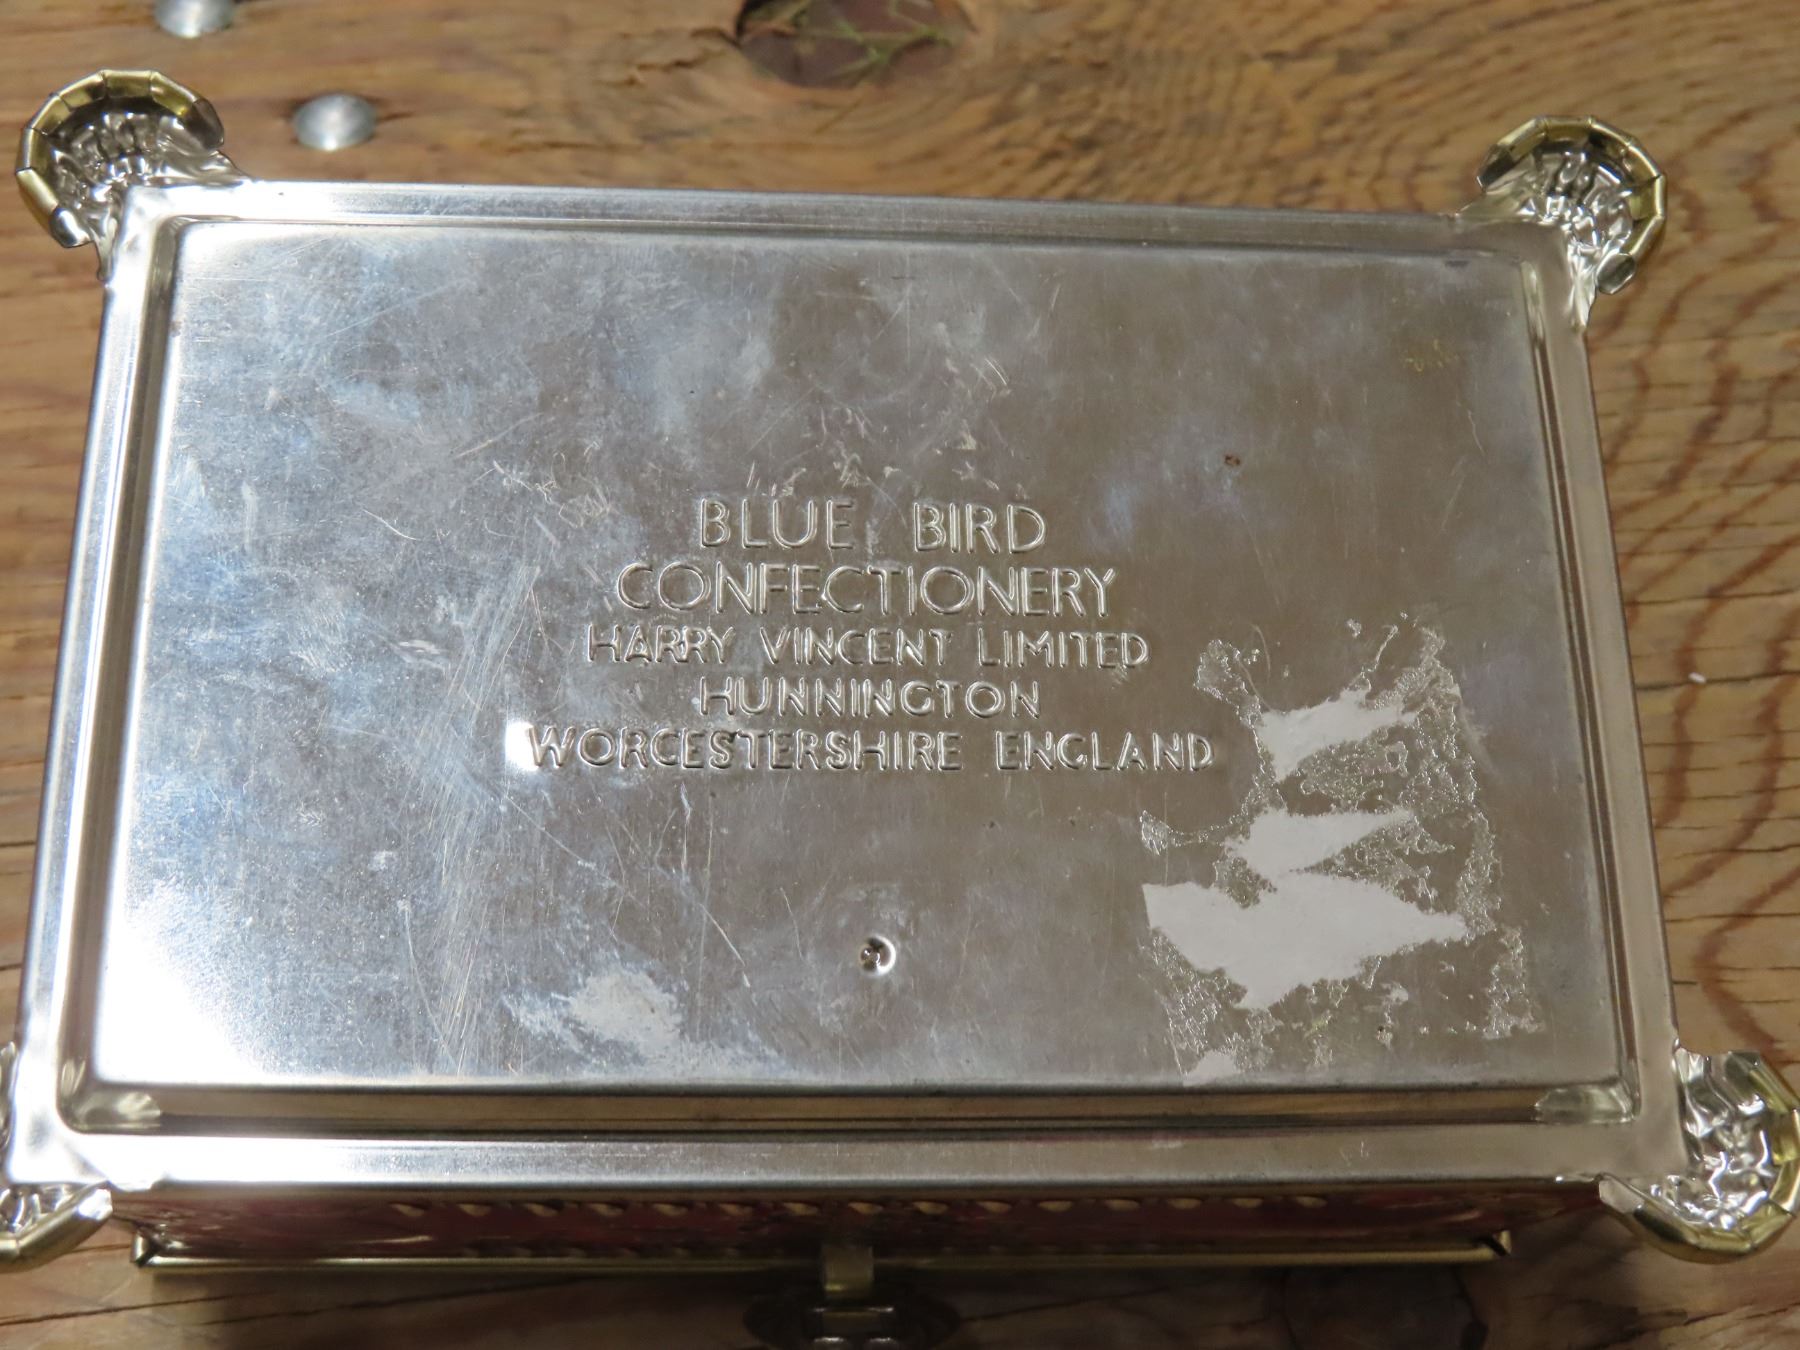 BLUE BIRD
CONFECTIONERY
HARRY VINCENT LIMITED
HUNNINGTON
WORCESTERSHIRE ENGLAND